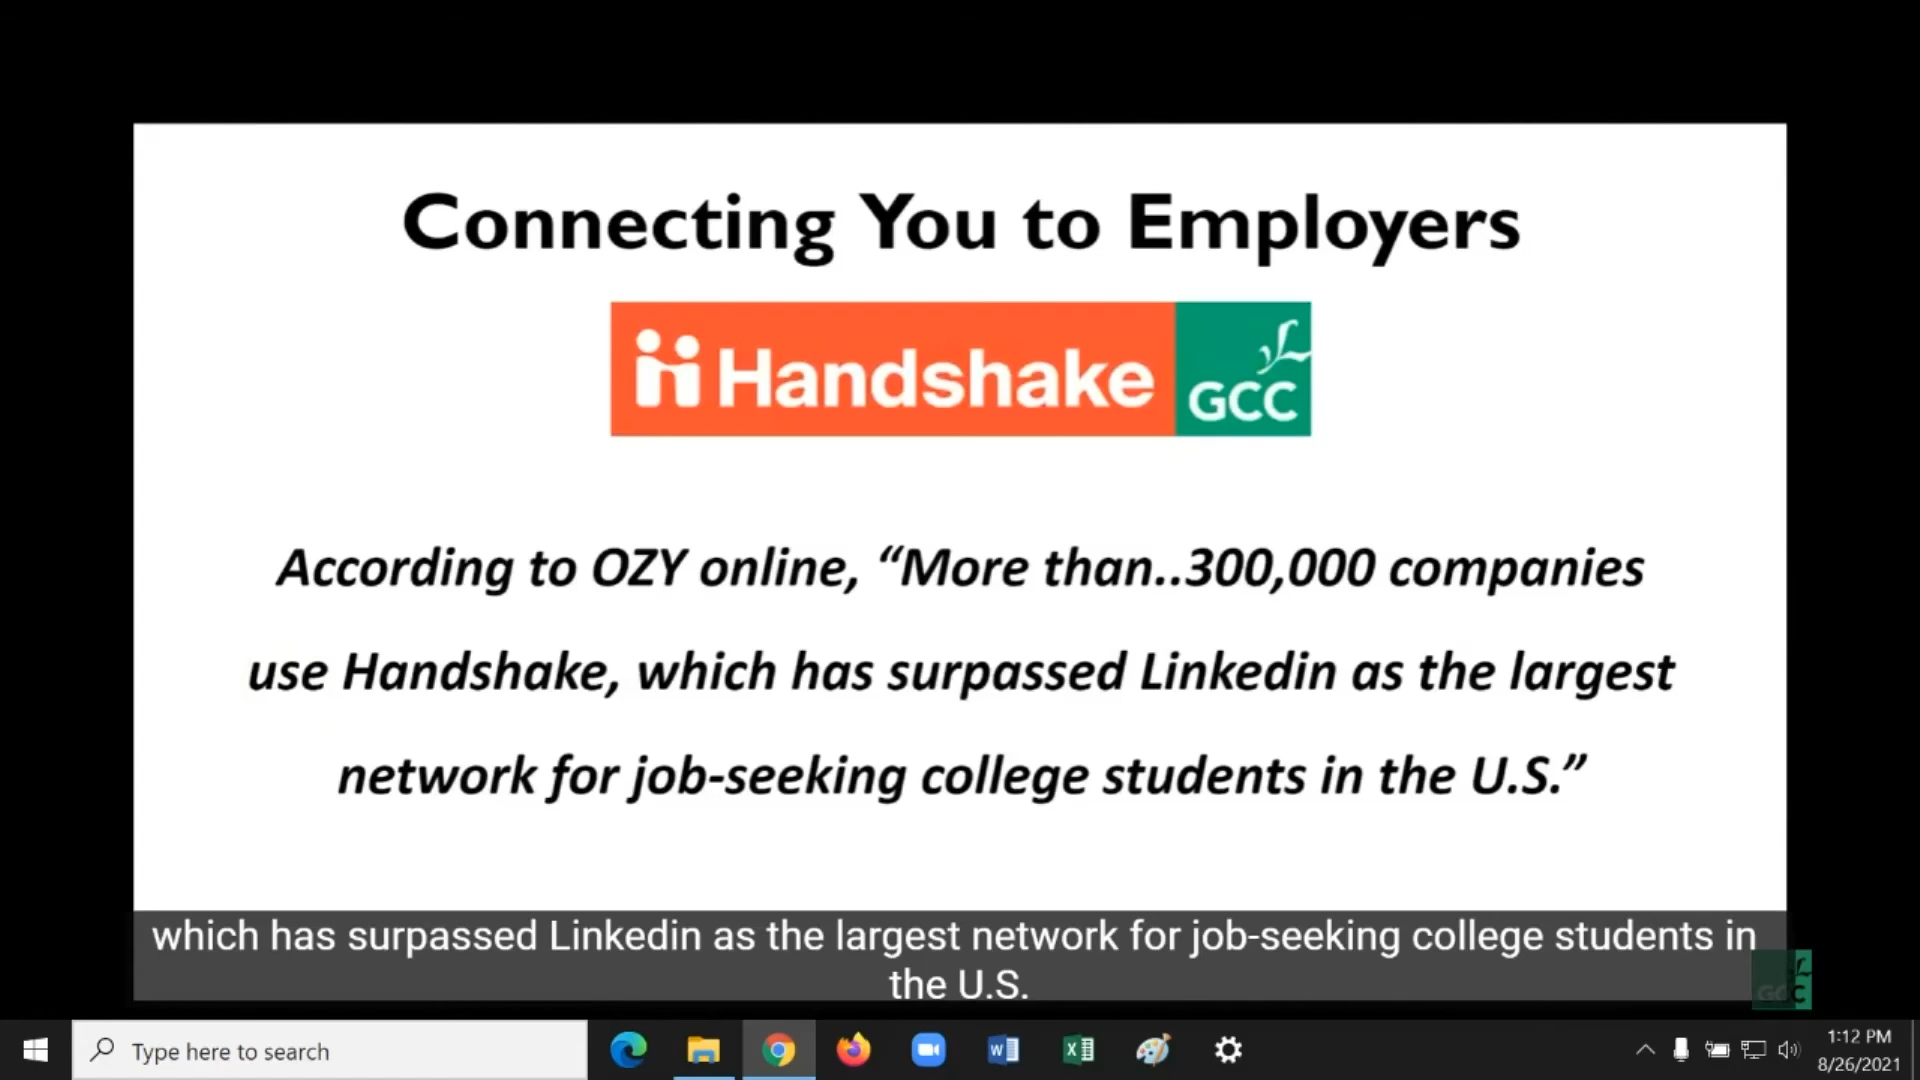 Connecting You to Employers
Handshake
GCC
According to OZY online, “More than..300,000 companies
use Handshake, which has surpassed Linkedin as the largest
network for job-seeking college students in the U.S.”
which has surpassed Linkedin as the largest network for job-seeking college students in
the U.S.
GCC
Type here to search
1:12 PM
8/26/2021